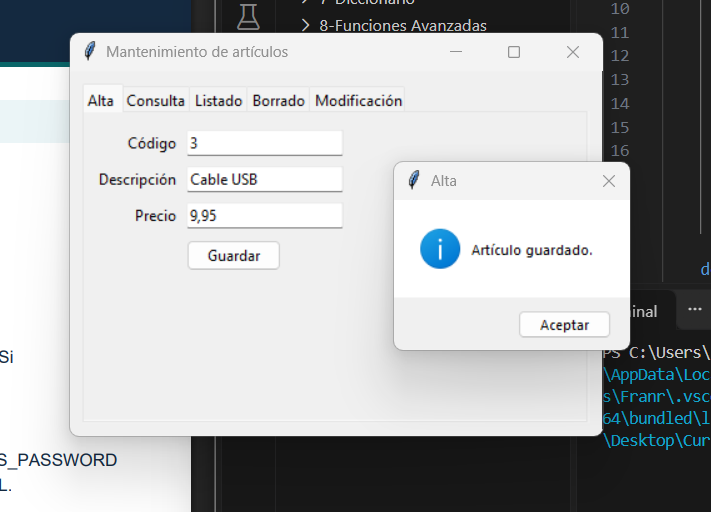 7-Diccionario
8-Funciones Avanzadas
10
11
12
13
14
15
16
Mantenimiento de artículos
Alta Consulta Listado Borrado Modificación
Código 3
Descripción Cable USB
Precio 9,95
Guardar
Alta
Artículo guardado.
Aceptar
Si
S_PASSWORD
L.
d
inal ...
PS C:\Users\
\AppData\Loc
s\Franr\.vsc
64\bundled\l
\Desktop\Cur